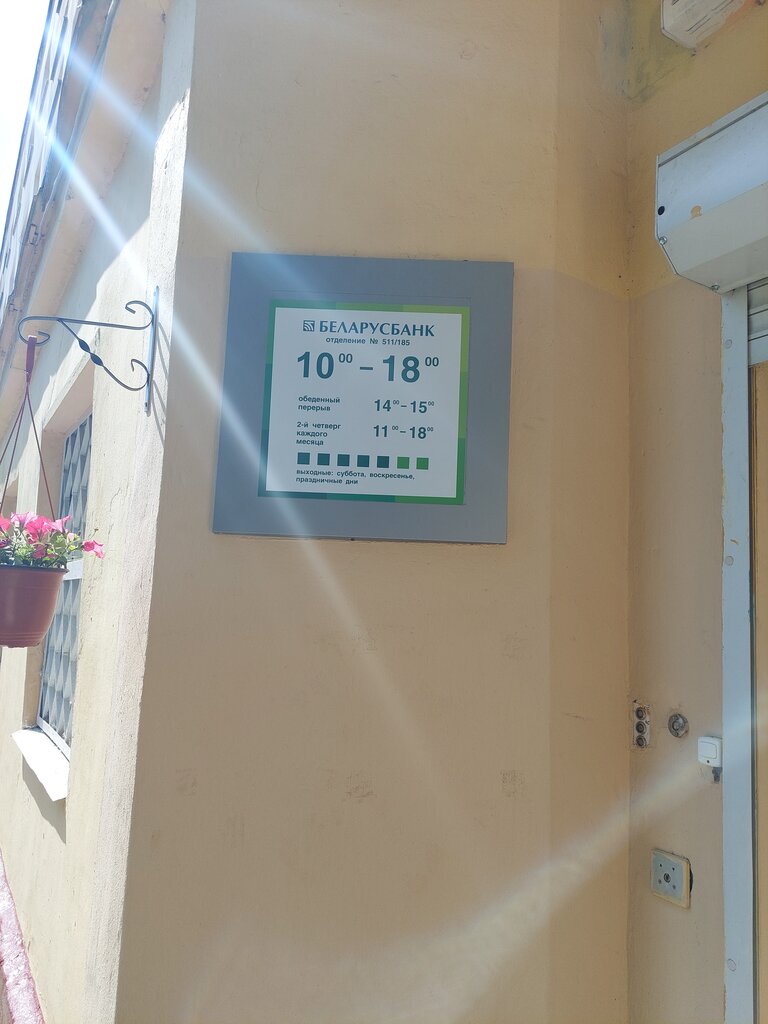 БЕЛАРУСБАНК
отделение № 511/185
10⁰⁰ – 18⁰⁰
обеденный перерыв 14⁰⁰–15⁰⁰
2-й четверг каждого месяца 11⁰⁰–18⁰⁰
выходные: суббота, воскресенье,
праздничные дни